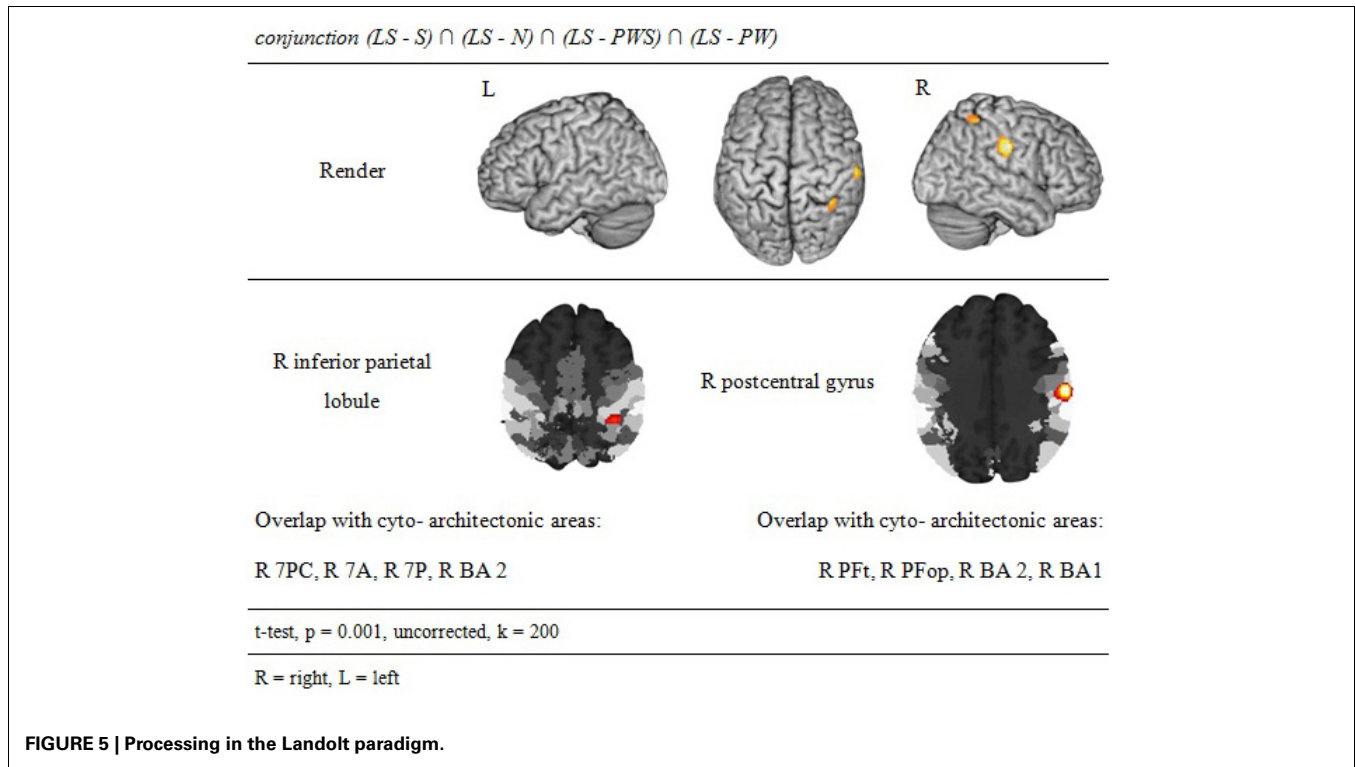 conjunction (LS - S) ∩ (LS - N) ∩ (LS - PWS) ∩ (LS - PW)
L
R
Render
R inferior parietal
lobule
R postcentral gyrus
Overlap with cyto- architectonic areas:
R 7PC, R 7A, R 7P, R BA 2
Overlap with cyto- architectonic areas:
R PFt, R PFop, R BA 2, R BA1
t-test, p = 0.001, uncorrected, k = 200
R = right, L = left
FIGURE 5 | Processing in the Landolt paradigm.